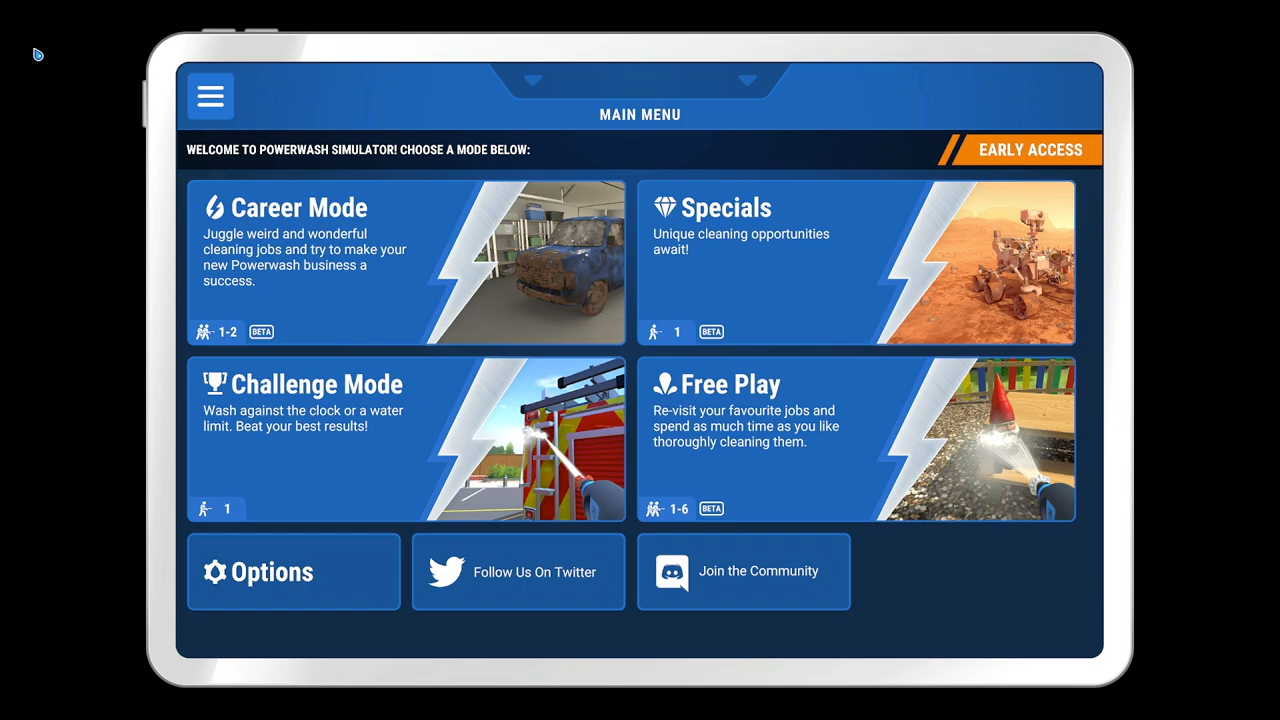 MAIN MENU
WELCOME TO POWERWASH SIMULATOR! CHOOSE A MODE BELOW:
EARLY ACCESS
Career Mode
Juggle weird and wonderful
cleaning jobs and try to make your
new Powerwash business a
success.
1-2 BETA
Specials
Unique cleaning opportunities
await!
1 BETA
Challenge Mode
Wash against the clock or a water
limit. Beat your best results!
1
Free Play
Re-visit your favourite jobs and
spend as much time as you like
thoroughly cleaning them.
1-6 BETA
Options
Follow Us On Twitter
Join the Community